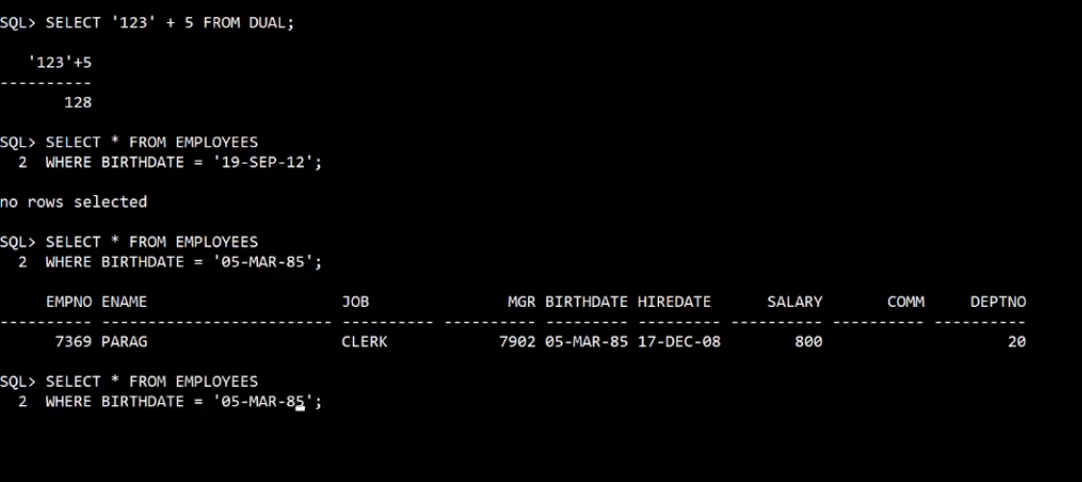 SQL> SELECT '123' + 5 FROM DUAL;
'123'+5
----------
128
SQL> SELECT * FROM EMPLOYEES
2 WHERE BIRTHDATE = '19-SEP-12';
no rows selected
SQL> SELECT * FROM EMPLOYEES
2 WHERE BIRTHDATE = '05-MAR-85';
EMPNO ENAME JOB MGR BIRTHDATE HIREDATE SALARY COMM DEPTNO
---------- ------------------------- ---------- ---------- --------- --------- ---------- ---------- ----------
7369 PARAG CLERK 7902 05-MAR-85 17-DEC-08 800 20
SQL> SELECT * FROM EMPLOYEES
2 WHERE BIRTHDATE = '05-MAR-85';